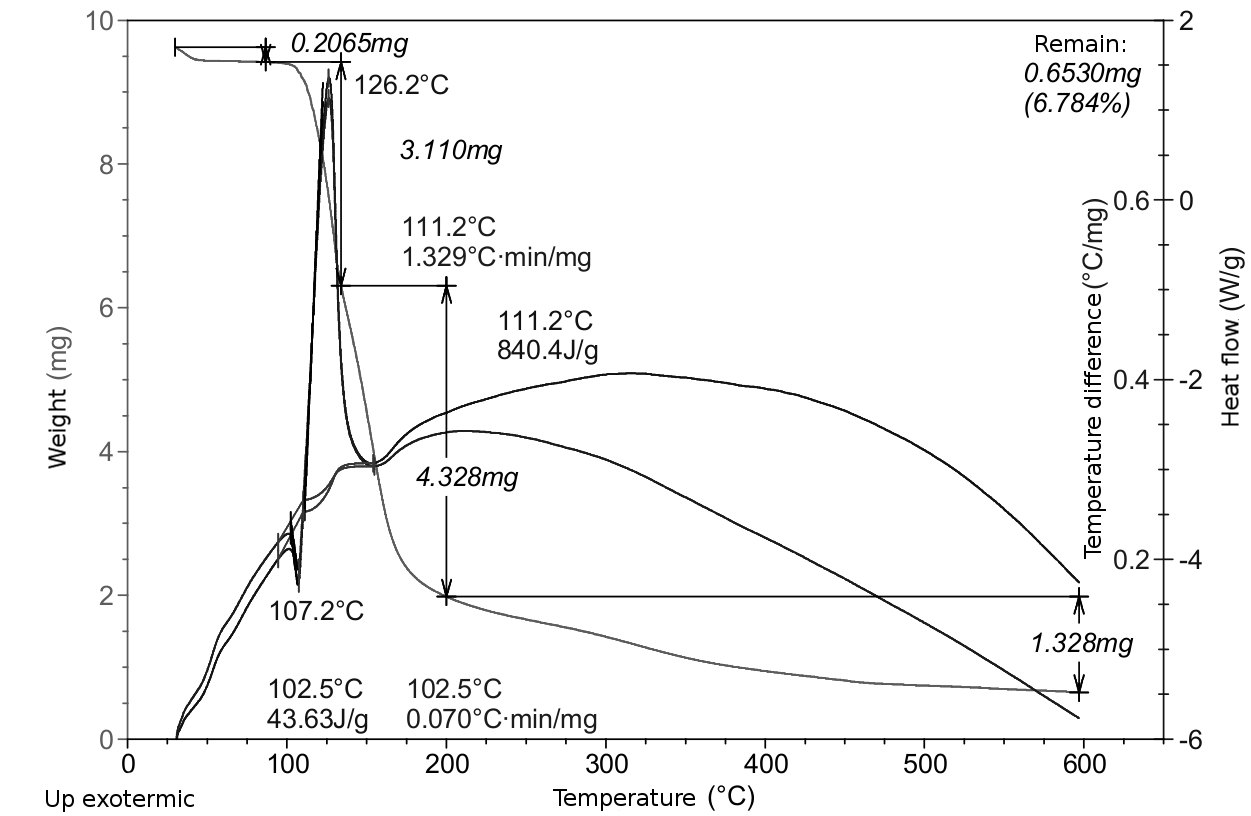 10
2
0.2065mg
Remain:
0.6530mg
(6.784%)
126.2°C
3.110mg
8
0.6
0
111.2°C
1.329°C·min/mg
6
111.2°C
840.4J/g
Weight (mg)
Temperature difference (°C/mg)
Heat flow (W/g)
0.4
-2
4
4.328mg
0.2
-4
2
107.2°C
1.328mg
102.5°C
43.63J/g
102.5°C
0.070°C·min/mg
0
-6
0 100 200 300 400 500 600
Up exotermic
Temperature (°C)